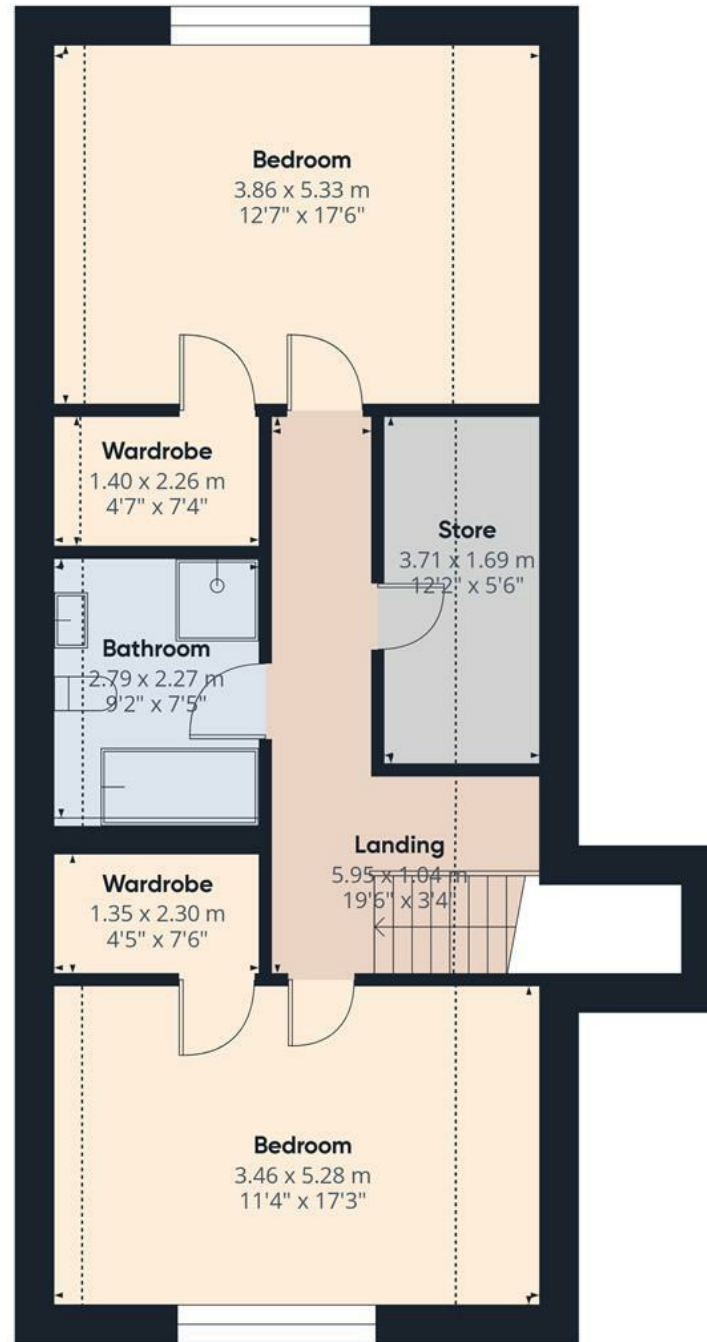 Bedroom
3.86 x 5.33 m
12'7" x 17'6"
Wardrobe
1.40 x 2.26 m
4'7" x 7'4"
Store
3.71 x 1.69 m
12'2" x 5'6"
Bathroom
2.79 x 2.27 m
9'2" x 7'5"
Landing
5.95 x 1.04 m
19'6" x 3'4"
Wardrobe
1.35 x 2.30 m
4'5" x 7'6"
Bedroom
3.46 x 5.28 m
11'4" x 17'3"